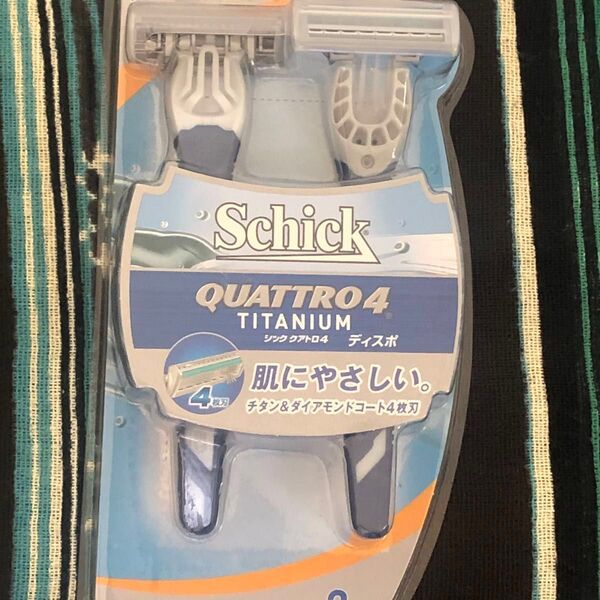 Schick
QUATTRO4
TITANIUM
シック クアトロ4 ディスポ
4枚刃
肌にやさしい。
チタン&ダイアモンドコート4枚刃